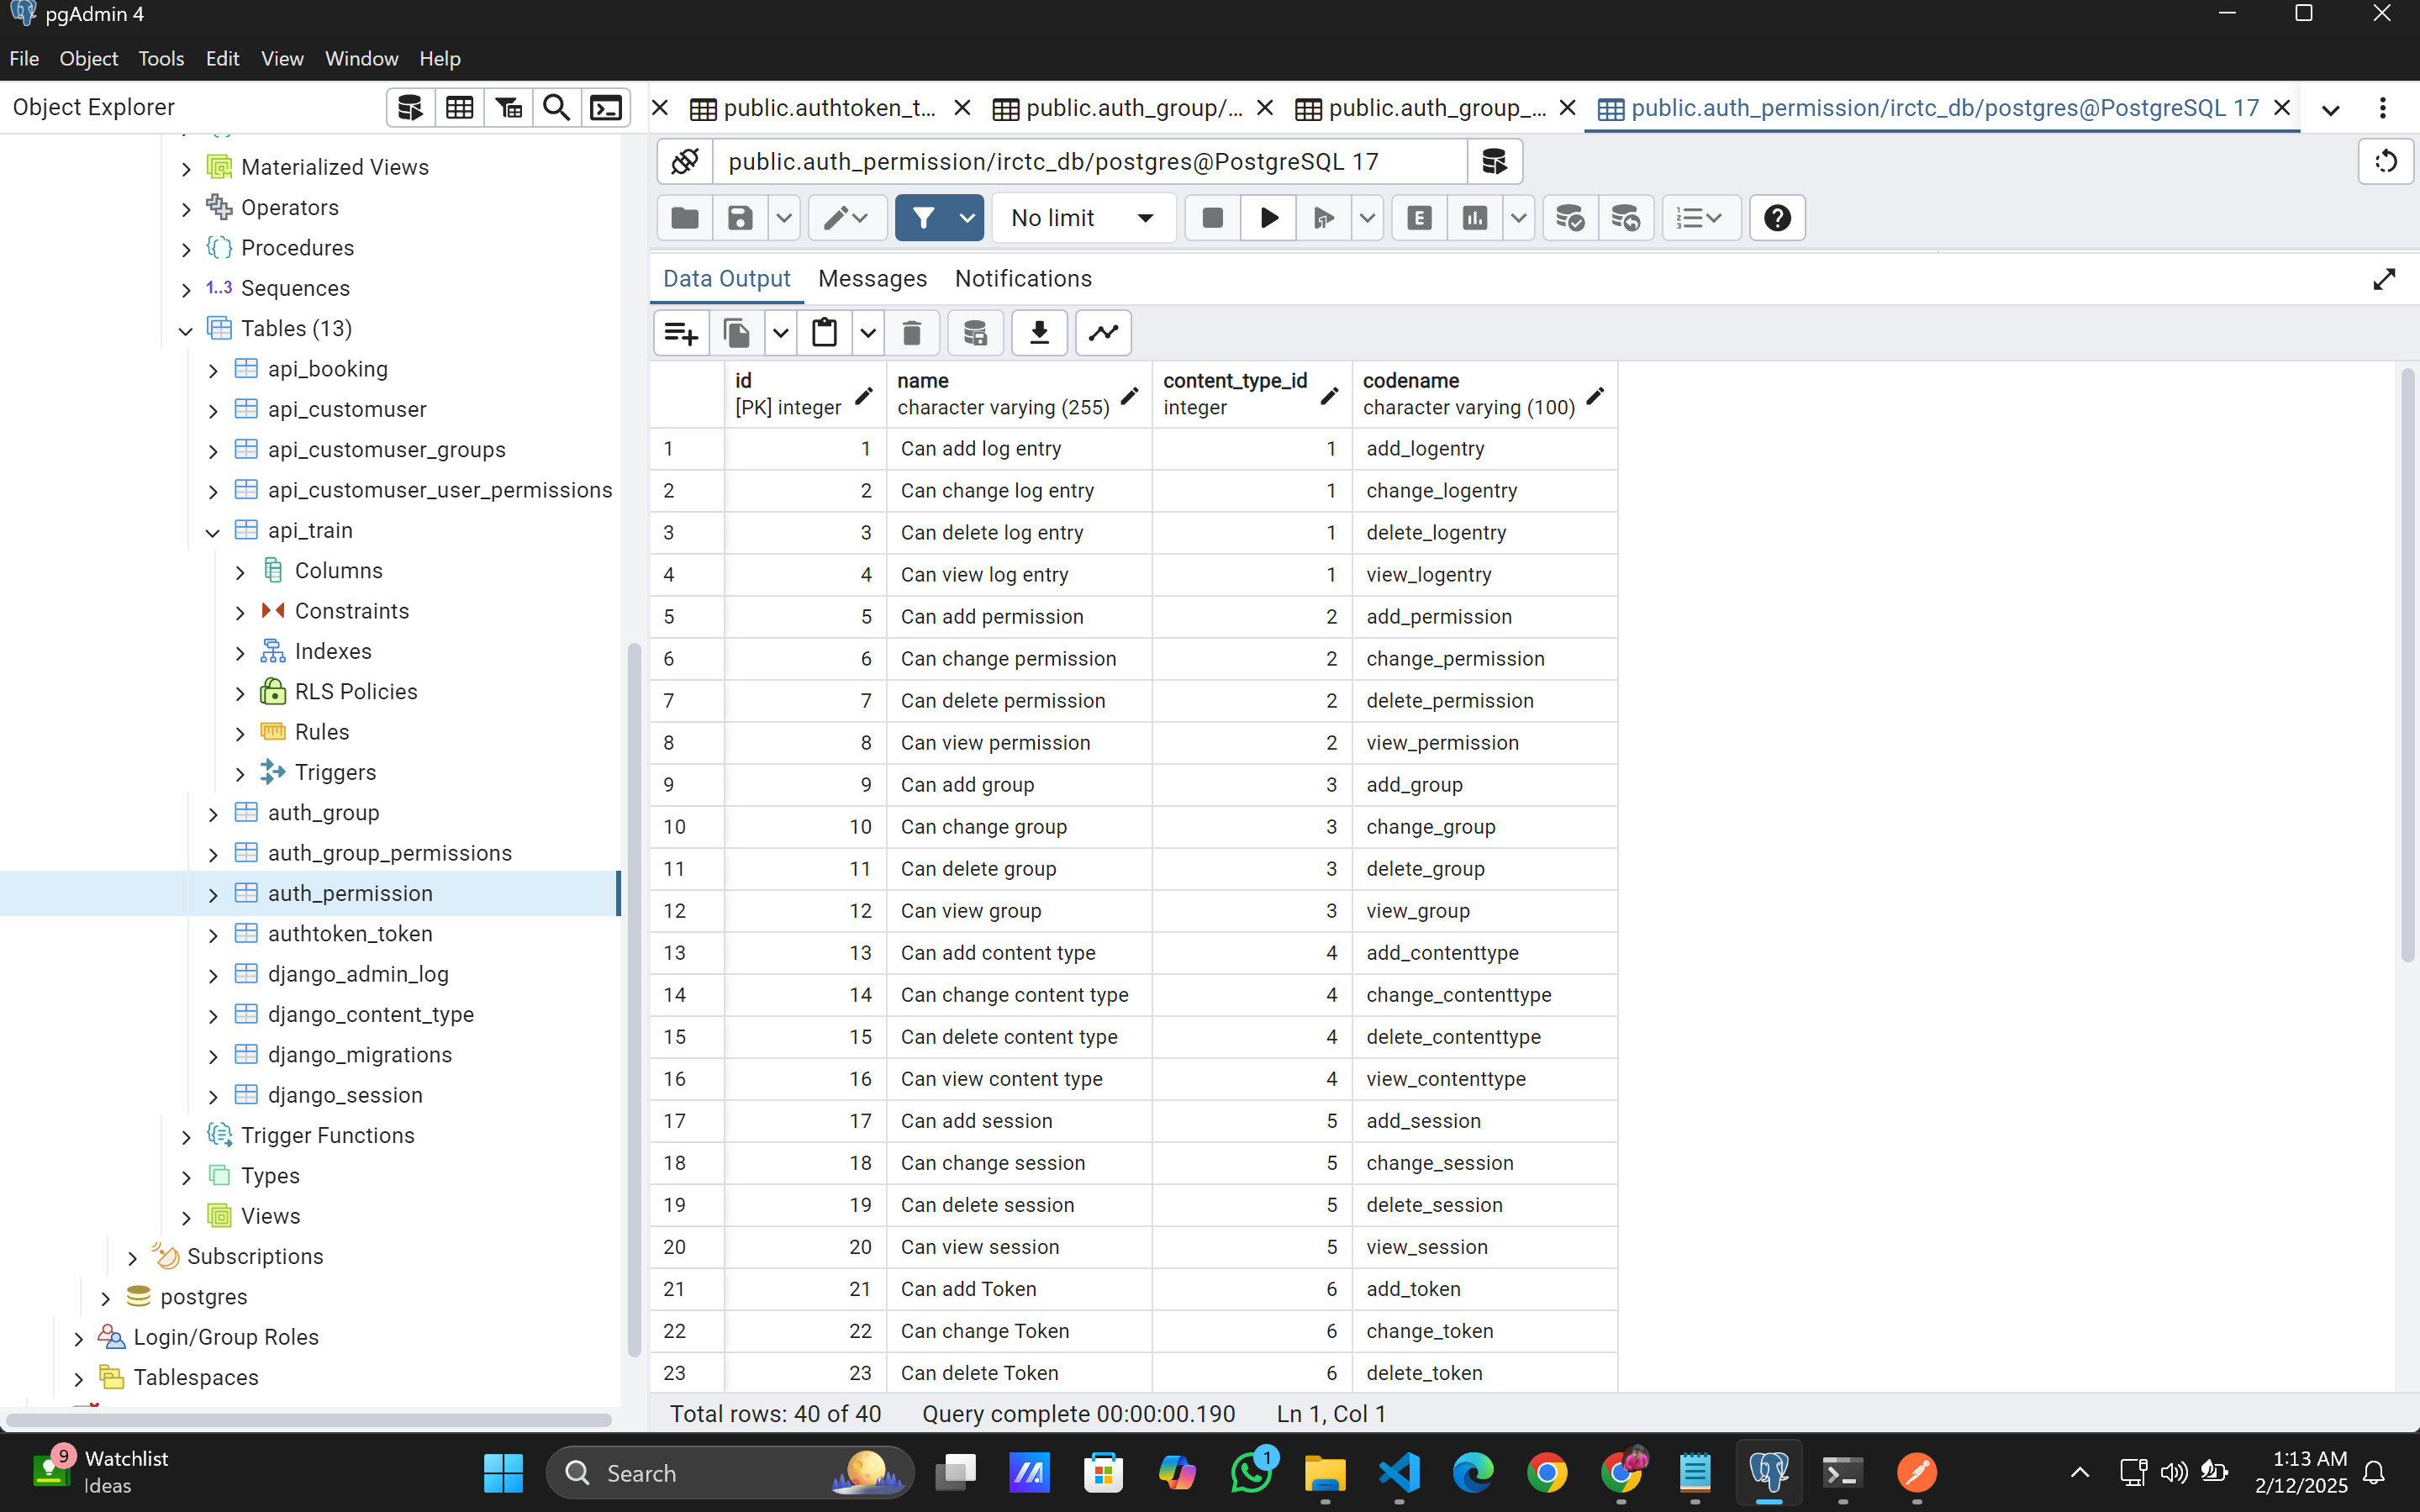 pgAdmin 4
File Object Tools Edit View Window Help
Object Explorer
public.authtoken_t... public.auth_group/... public.auth_group_... public.auth_permission/irctc_db/postgres@PostgreSQL 17
public.auth_permission/irctc_db/postgres@PostgreSQL 17
No limit
E
Data Output Messages Notifications
Materialized Views
Operators
Procedures
1..3 Sequences
Tables (13)
api_booking
api_customuser
api_customuser_groups
api_customuser_user_permissions
api_train
Columns
Constraints
Indexes
RLS Policies
Rules
Triggers
auth_group
auth_group_permissions
auth_permission
authtoken_token
django_admin_log
django_content_type
django_migrations
django_session
Trigger Functions
Types
Views
Subscriptions
postgres
Login/Group Roles
Tablespaces
id name content_type_id codename
[PK] integer character varying (255) integer character varying (100)
1 1 Can add log entry 1 add_logentry
2 2 Can change log entry 1 change_logentry
3 3 Can delete log entry 1 delete_logentry
4 4 Can view log entry 1 view_logentry
5 5 Can add permission 2 add_permission
6 6 Can change permission 2 change_permission
7 7 Can delete permission 2 delete_permission
8 8 Can view permission 2 view_permission
9 9 Can add group 3 add_group
10 10 Can change group 3 change_group
11 11 Can delete group 3 delete_group
12 12 Can view group 3 view_group
13 13 Can add content type 4 add_contenttype
14 14 Can change content type 4 change_contenttype
15 15 Can delete content type 4 delete_contenttype
16 16 Can view content type 4 view_contenttype
17 17 Can add session 5 add_session
18 18 Can change session 5 change_session
19 19 Can delete session 5 delete_session
20 20 Can view session 5 view_session
21 21 Can add Token 6 add_token
22 22 Can change Token 6 change_token
23 23 Can delete Token 6 delete_token
Total rows: 40 of 40 Query complete 00:00:00.190 Ln 1, Col 1
9 Watchlist
Ideas
Search
1
1:13 AM
2/12/2025